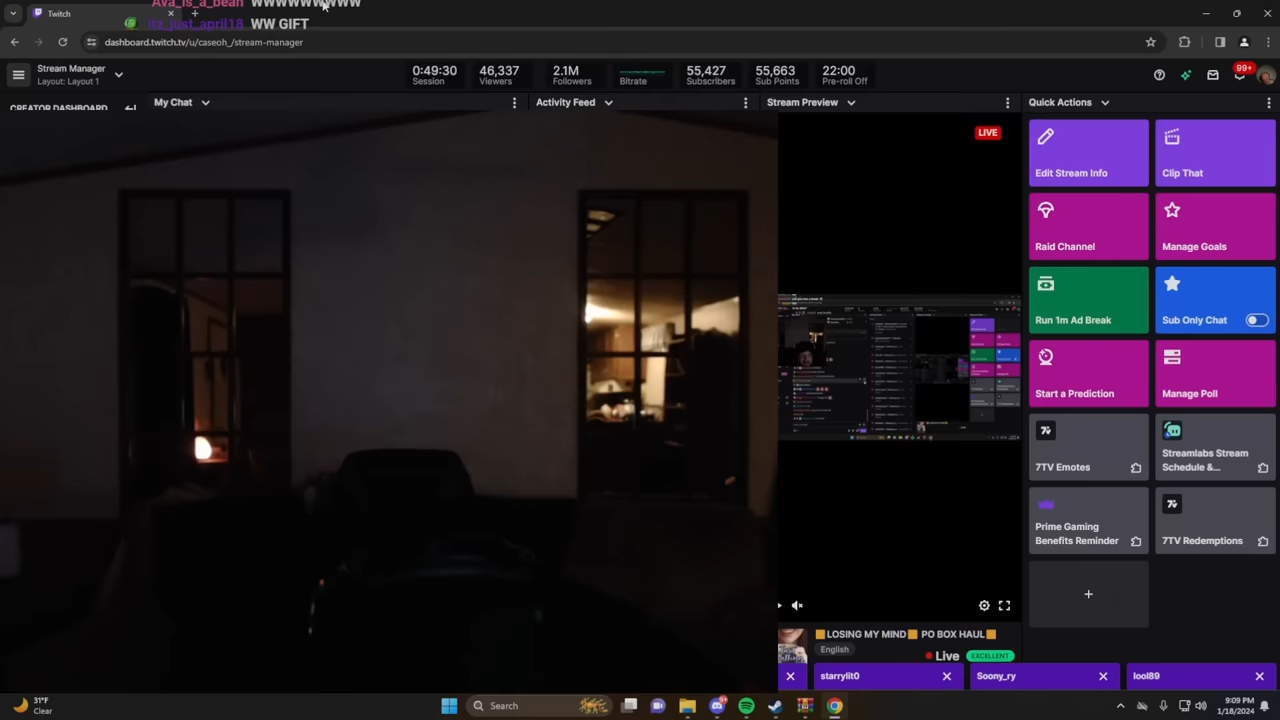 Twitch
Ava_is_a_bean WWWWWWWWW
itz_just_april18 WW GIFT
dashboard.twitch.tv/u/caseoh_/stream-manager
Stream Manager
Layout: Layout 1
0:49:30
Session
46,337
Viewers
2.1M
Followers
Bitrate
55,427
Subscribers
55,663
Sub Points
22:00
Pre-roll Off
99+
CREATOR DASHBOARD
My Chat
Activity Feed
Stream Preview
Quick Actions
LIVE
Edit Stream Info
Clip That
Raid Channel
Manage Goals
Run 1m Ad Break
Sub Only Chat
Start a Prediction
Manage Poll
7TV Emotes
Streamlabs Stream
Schedule &...
Prime Gaming
Benefits Reminder
7TV Redemptions
LOSING MY MIND PO BOX HAUL
English
Live
EXCELLENT
starrylit0
Soony_ry
lool89
31°F
Clear
Search
9+
9:09 PM
1/18/2024